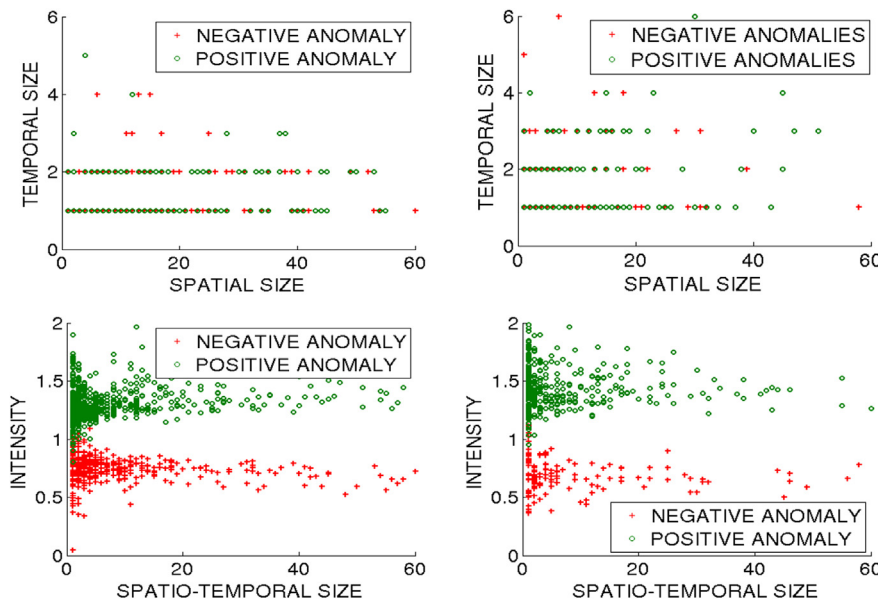 6
4
2
0
TEMPORAL SIZE
+ NEGATIVE ANOMALY
o POSITIVE ANOMALY
0 20 40 60
SPATIAL SIZE
6
4
2
0
TEMPORAL SIZE
+ NEGATIVE ANOMALIES
o POSITIVE ANOMALIES
0 20 40 60
SPATIAL SIZE
2
1.5
1
0.5
0
INTENSITY
+ NEGATIVE ANOMALY
o POSITIVE ANOMALY
0 20 40 60
SPATIO-TEMPORAL SIZE
2
1.5
1
0.5
0
INTENSITY
+ NEGATIVE ANOMALY
o POSITIVE ANOMALY
0 20 40 60
SPATIO-TEMPORAL SIZE